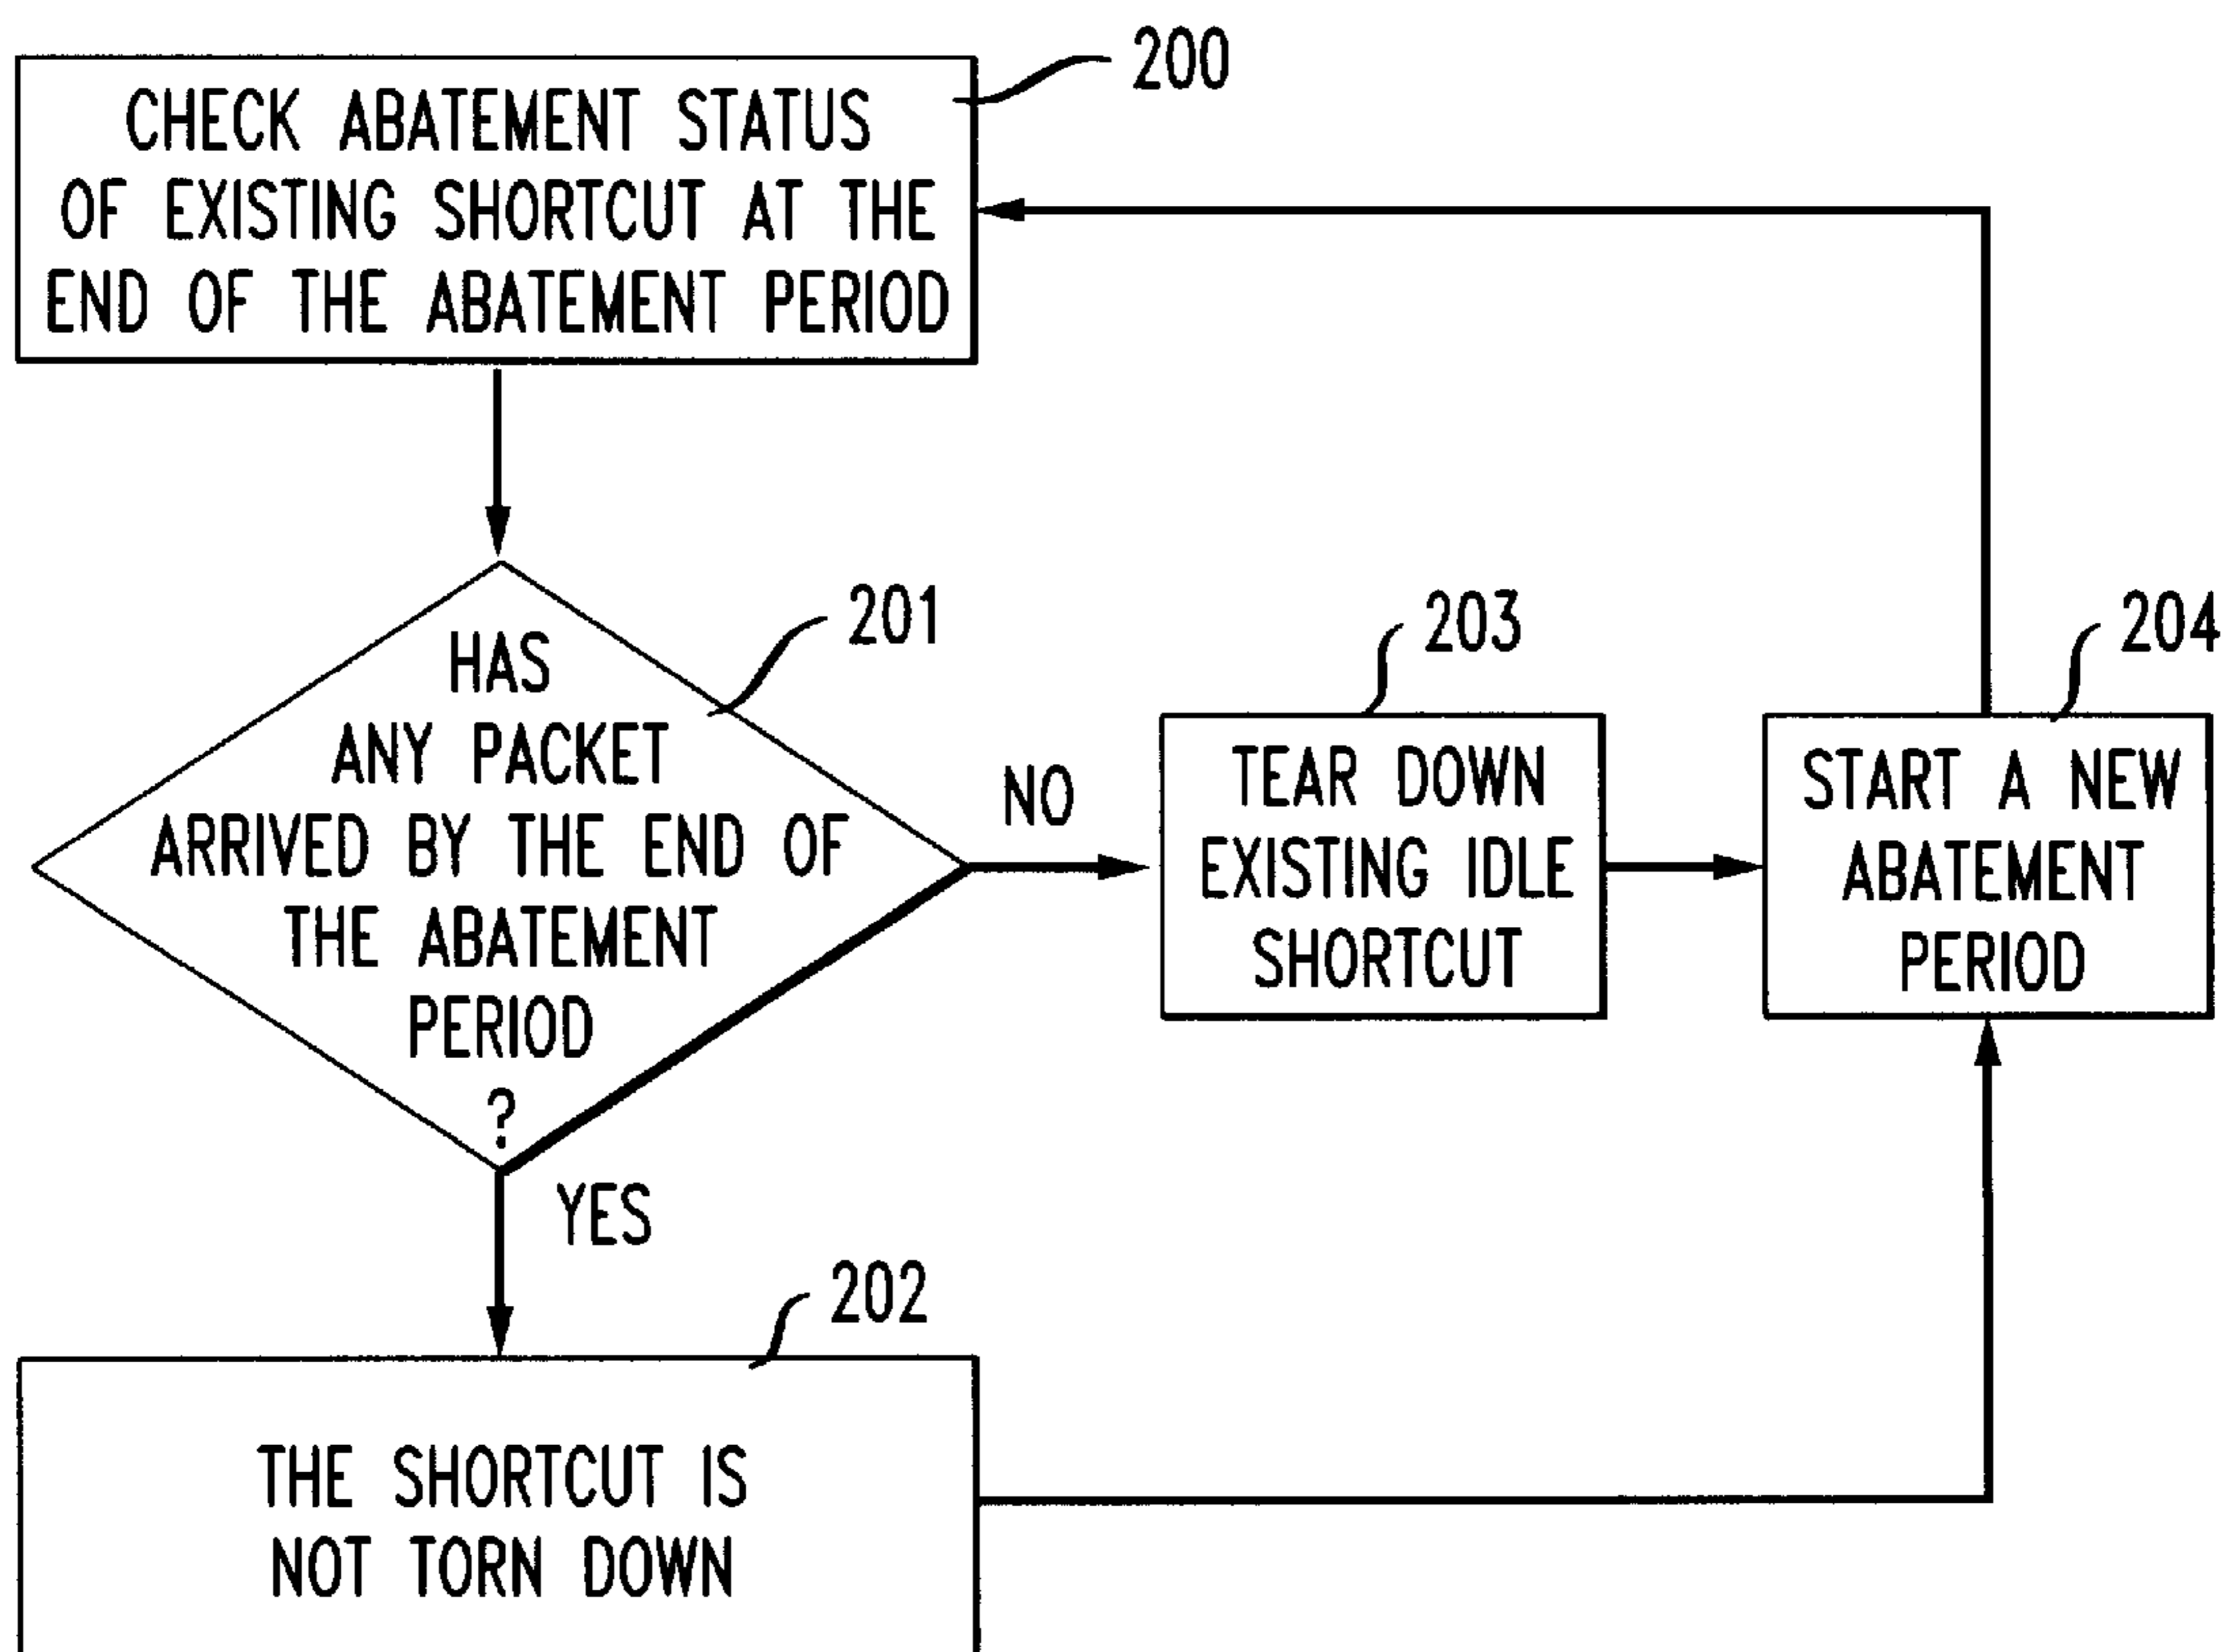 200
CHECK ABATEMENT STATUS
OF EXISTING SHORTCUT AT THE
END OF THE ABATEMENT PERIOD
201
HAS
ANY PACKET
ARRIVED BY THE END OF
THE ABATEMENT
PERIOD
?
NO
YES
203
TEAR DOWN
EXISTING IDLE
SHORTCUT
204
START A NEW
ABATEMENT
PERIOD
202
THE SHORTCUT IS
NOT TORN DOWN